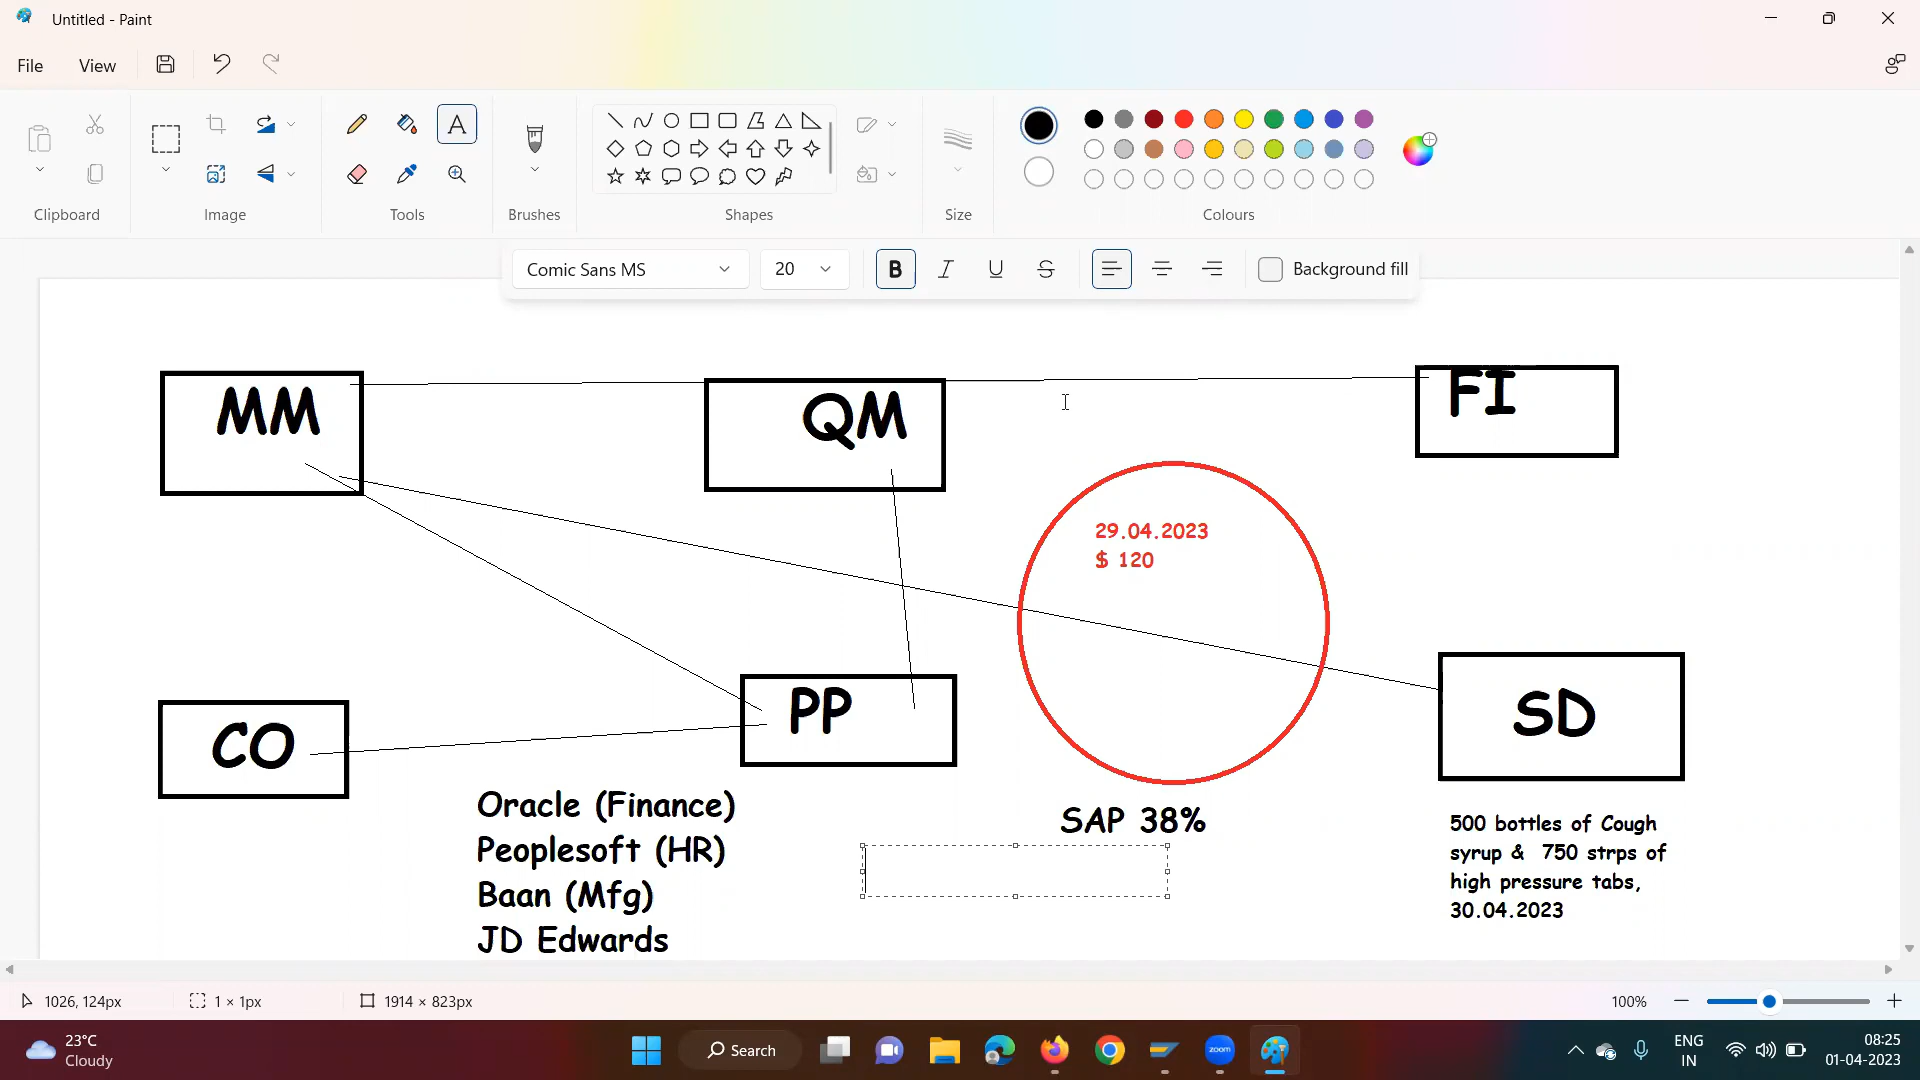 Untitled - Paint
File
View
Clipboard
Image
Tools
Brushes
Shapes
Size
Colours
Comic Sans MS
20
B
Background fill
MM
QM
FI
29.04.2023
$ 120
CO
PP
SD
Oracle (Finance)
Peoplesoft (HR)
Baan (Mfg)
JD Edwards
SAP 38%
500 bottles of Cough
syrup & 750 strps of
high pressure tabs,
30.04.2023
1026, 124px
1 × 1px
1914 × 823px
100%
23°C
Cloudy
Search
zoom
ENG
IN
08:25
01-04-2023